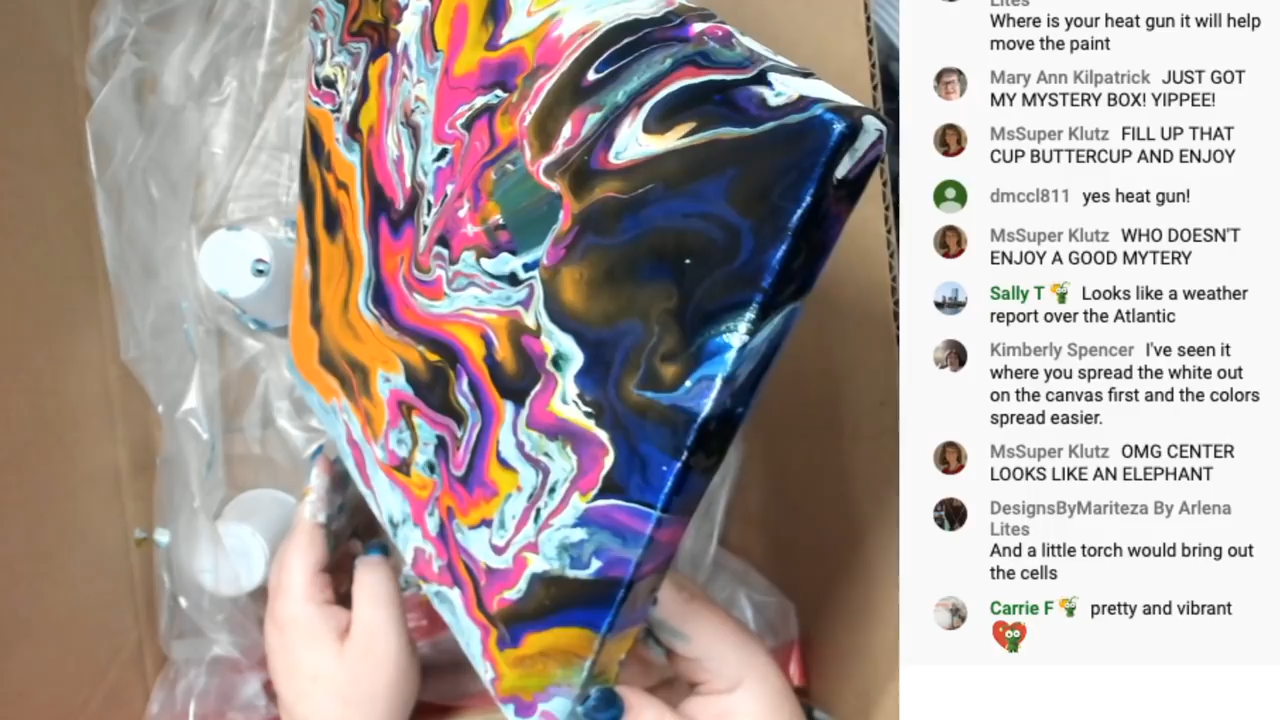 Lites
Where is your heat gun it will help
move the paint
Mary Ann Kilpatrick JUST GOT
MY MYSTERY BOX! YIPPEE!
MsSuper Klutz FILL UP THAT
CUP BUTTERCUP AND ENJOY
dmccl811 yes heat gun!
MsSuper Klutz WHO DOESN'T
ENJOY A GOOD MYTERY
Sally T Looks like a weather
report over the Atlantic
Kimberly Spencer I've seen it
where you spread the white out
on the canvas first and the colors
spread easier.
MsSuper Klutz OMG CENTER
LOOKS LIKE AN ELEPHANT
DesignsByMariteza By Arlena
Lites
And a little torch would bring out
the cells
Carrie F pretty and vibrant